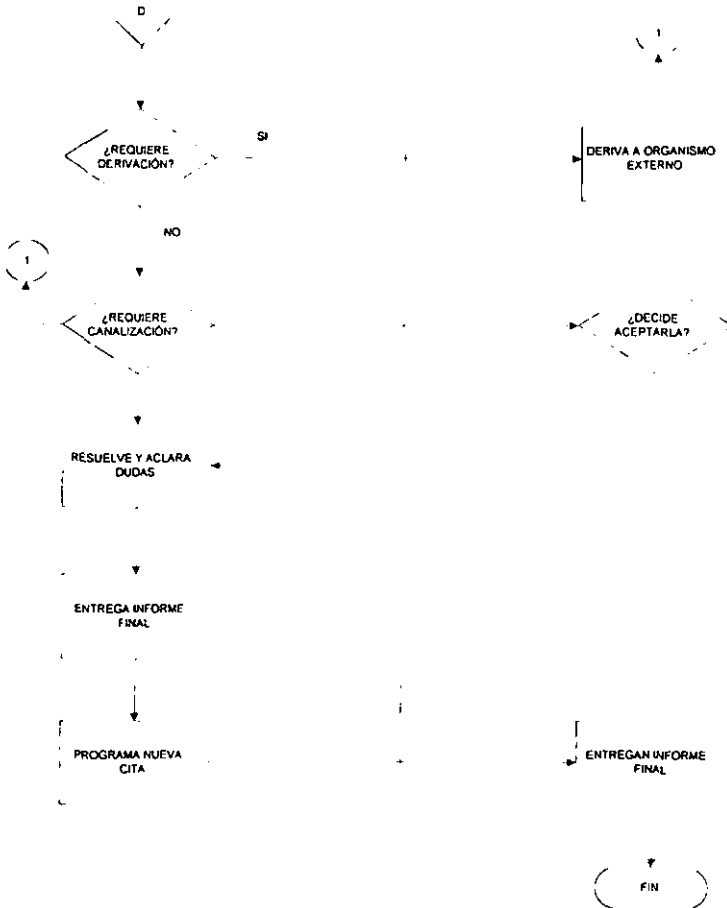 D
1
¿REQUIERE
DERIVACIÓN?
SI
DERIVA A ORGANISMO
EXTERNO
NO
1
¿REQUIERE
CANALIZACIÓN?
¿DECIDE
ACEPTARLA?
RESUELVE Y ACLARA
DUDAS
ENTREGA INFORME
FINAL
PROGRAMA NUEVA
CITA
ENTREGAN INFORME
FINAL
FIN